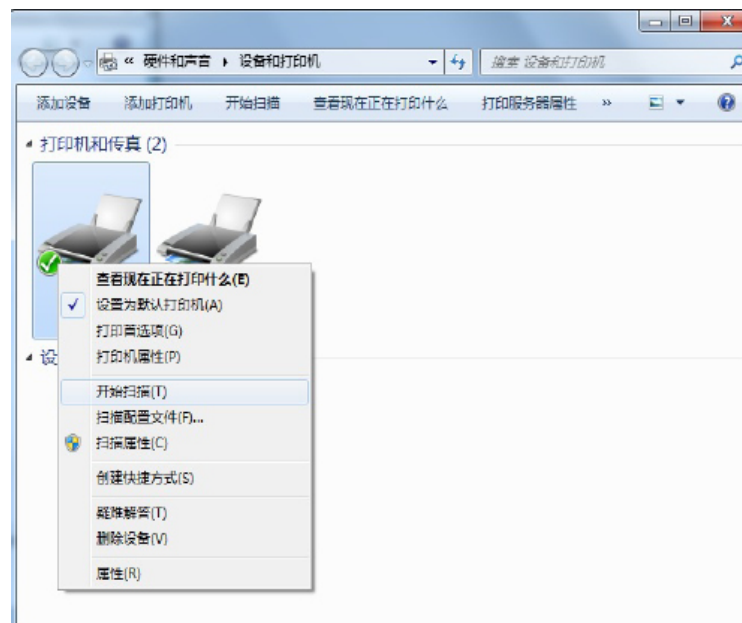 « 硬件和声音 ▸ 设备和打印机
搜索 设备和打印机
添加设备 添加打印机 开始扫描 查看现在正在打印什么 打印服务器属性 »
打印机和传真 (2)
查看现在正在打印什么(E)
设置为默认打印机(A)
打印首选项(G)
打印机属性(P)
设
开始扫描(T)
扫描配置文件(F)...
扫描属性(C)
创建快捷方式(S)
疑难解答(T)
删除设备(V)
属性(R)